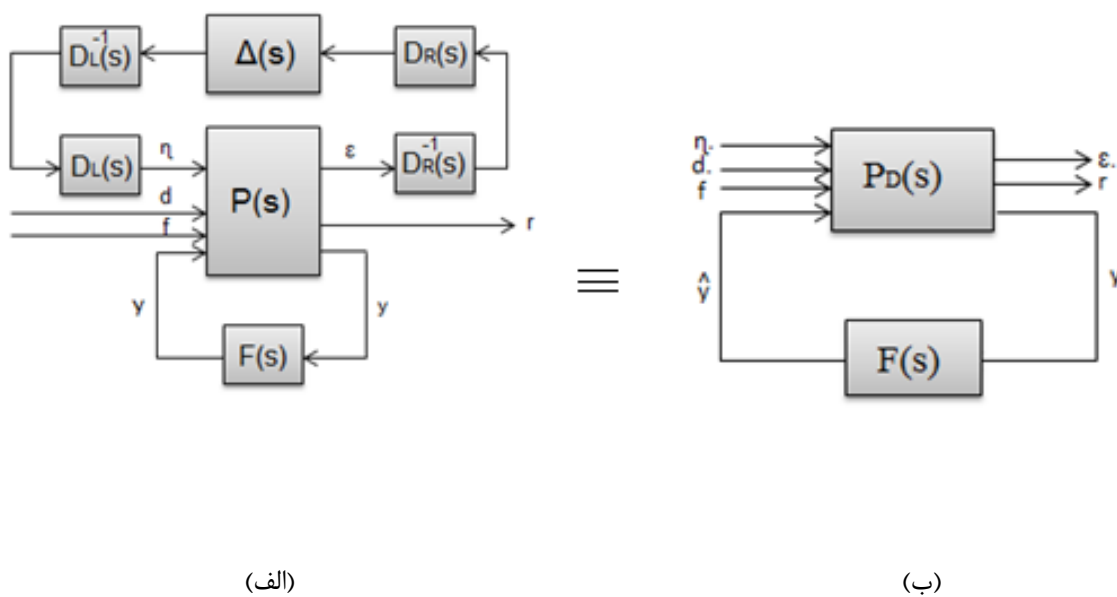 D_L^-1(s)
Δ(s)
D_R(s)
D_L(s)
η
P(s)
ε
D_R^-1(s)
d
f
r
y
y
F(s)
≡
η.
d.
f
P_D(s)
ε.
r
ŷ
y
F(s)
(الف)
(ب)